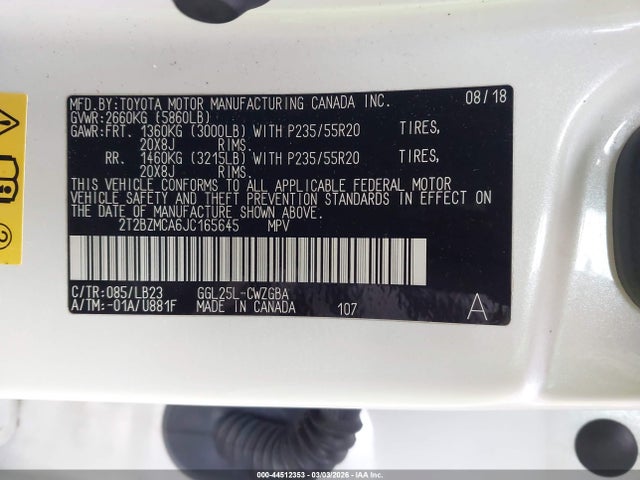 MFD.BY:TOYOTA MOTOR MANUFACTURING CANADA INC. 08/18
GVWR:2660KG (5860LB)
GAWR:FRT. 1360KG (3000LB) WITH P235/55R20 TIRES,
20X8J RIMS.
RR. 1460KG (3215LB) WITH P235/55R20 TIRES,
20X8J RIMS.
THIS VEHICLE CONFORMS TO ALL APPLICABLE FEDERAL MOTOR
VEHICLE SAFETY AND THEFT PREVENTION STANDARDS IN EFFECT ON
THE DATE OF MANUFACTURE SHOWN ABOVE.
2T2BZMCA6JC165645 MPV
C/TR:085/LB23 GGL25L-CWZGBA
A/TM:-01A/U881F MADE IN CANADA 107 A
2
000-44512353 | 03/03/2026 - IAA Inc.